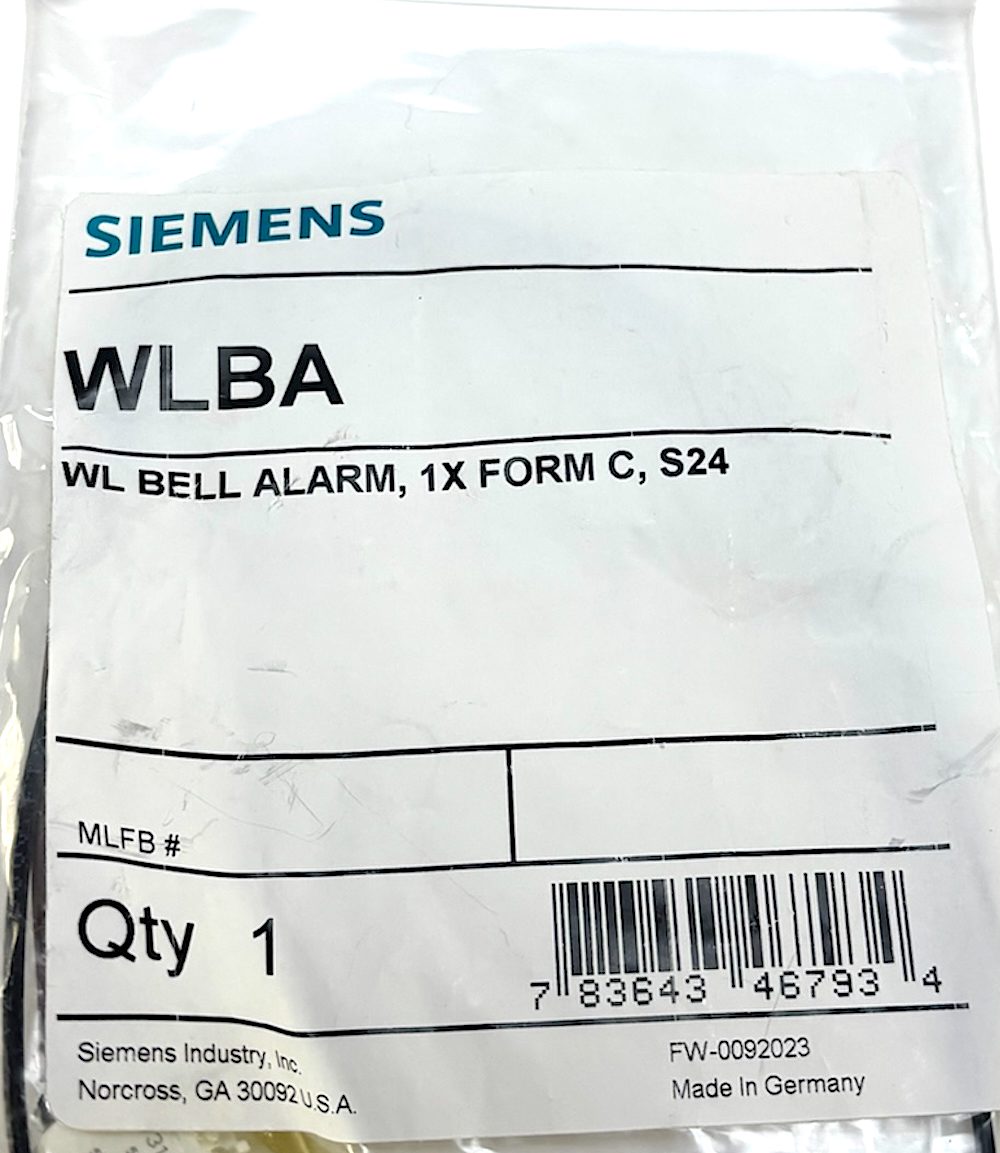 SIEMENS
WLBA
WL BELL ALARM, 1X FORM C, S24
MLFB #
Qty 1
7 83643 46793 4
Siemens Industry, Inc.
Norcross, GA 30092 U.S.A.
FW-0092023
Made In Germany